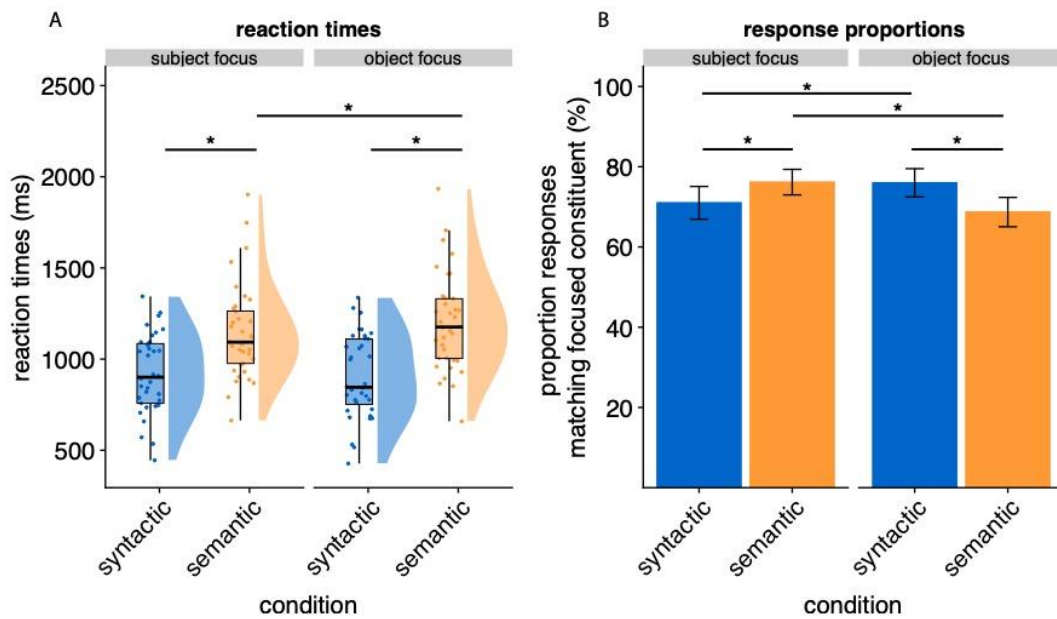 A
reaction times
subject focus
object focus
reaction times (ms)
2500
2000
1500
1000
500
*
*
*
syntactic
semantic
syntactic
semantic
condition
B
response proportions
subject focus
object focus
proportion responses
matching focused constituent (%)
100
80
60
40
20
*
*
*
*
syntactic
semantic
syntactic
semantic
condition